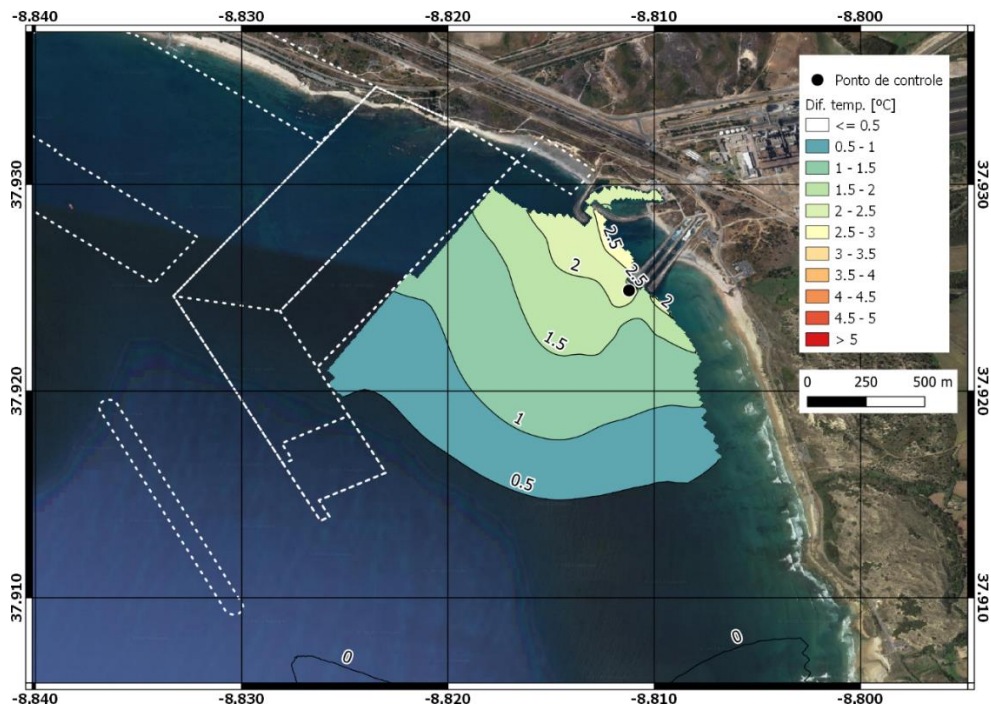 -8.840 -8.830 -8.820 -8.810 -8.800
Ponto de controle
Dif. temp. [ºC]
<= 0.5
0.5 - 1
1 - 1.5
1.5 - 2
2 - 2.5
2.5 - 3
3 - 3.5
3.5 - 4
4 - 4.5
4.5 - 5
> 5
0 250 500 m
37.930 37.930
2.5
2
2.5
2
1.5
37.920 37.920
1
0.5
37.910 37.910
0 0
-8.840 -8.830 -8.820 -8.810 -8.800